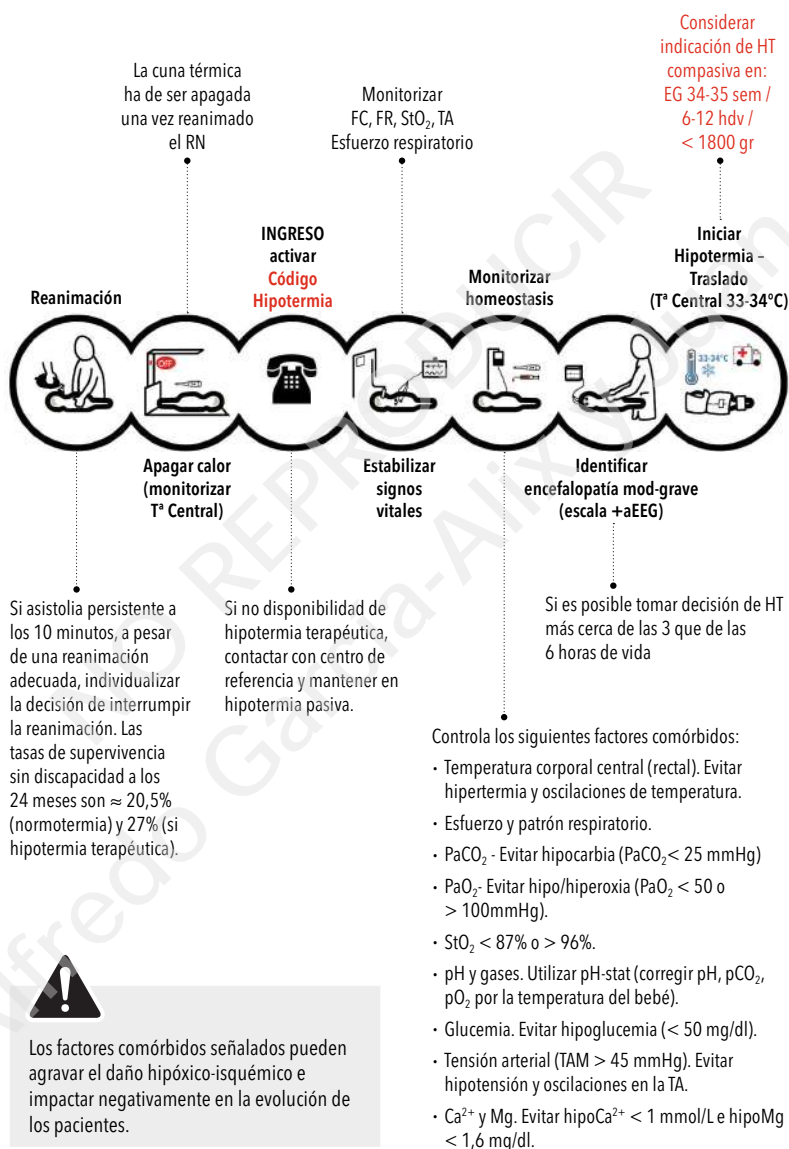 Considerar
indicación de HT
compasiva en:
EG 34-35 sem /
6-12 hdv /
< 1800 gr
La cuna térmica
ha de ser apagada
una vez reanimado
el RN
Monitorizar
FC, FR, StO₂, TA
Esfuerzo respiratorio
Reanimación
INGRESO
activar
Código
Hipotermia
Monitorizar
homeostasis
Iniciar
Hipotermia –
Traslado
(Tª Central 33-34°C)
OFF
33-34°C
Apagar calor
(monitorizar
Tª Central)
Estabilizar
signos
vitales
Identificar
encefalopatía mod-grave
(escala +aEEG)
Si asistolia persistente a
los 10 minutos, a pesar
de una reanimación
adecuada, individualizar
la decisión de interrumpir
la reanimación. Las
tasas de supervivencia
sin discapacidad a los
24 meses son ≈ 20,5%
(normotermia) y 27% (si
hipotermia terapéutica).
Si no disponibilidad de
hipotermia terapéutica,
contactar con centro de
referencia y mantener en
hipotermia pasiva.
Si es posible tomar decisión de HT
más cerca de las 3 que de las
6 horas de vida
Controla los siguientes factores comórbidos:
· Temperatura corporal central (rectal). Evitar
hipertermia y oscilaciones de temperatura.
· Esfuerzo y patrón respiratorio.
· PaCO₂ - Evitar hipocarbia (PaCO₂< 25 mmHg)
· PaO₂- Evitar hipo/hiperoxia (PaO₂ < 50 o
> 100mmHg).
· StO₂ < 87% o > 96%.
· pH y gases. Utilizar pH-stat (corregir pH, pCO₂,
pO₂ por la temperatura del bebé).
· Glucemia. Evitar hipoglucemia (< 50 mg/dl).
· Tensión arterial (TAM > 45 mmHg). Evitar
hipotensión y oscilaciones en la TA.
· Ca²⁺ y Mg. Evitar hipoCa²⁺ < 1 mmol/L e hipoMg
< 1,6 mg/dl.
Los factores comórbidos señalados pueden
agravar el daño hipóxico-isquémico e
impactar negativamente en la evolución de
los pacientes.
NO REPRODUCIR
Alfredo García-Alix y Juan